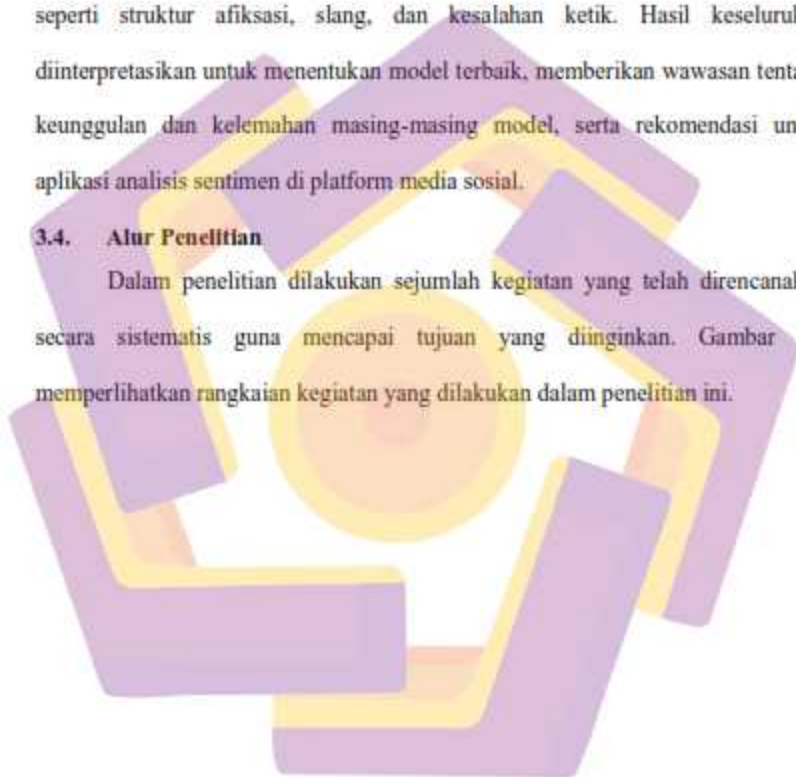 seperti struktur afiksasi, slang, dan kesalahan ketik. Hasil keselurul
diinterpretasikan untuk menentukan model terbaik, memberikan wawasan tenta
keunggulan dan kelemahan masing-masing model, serta rekomendasi un
aplikasi analisis sentimen di platform media sosial.
3.4. Alur Penelitian
Dalam penelitian dilakukan sejumlah kegiatan yang telah direncanal
secara sistematis guna mencapai tujuan yang diinginkan. Gambar
memperlihatkan rangkaian kegiatan yang dilakukan dalam penelitian ini.